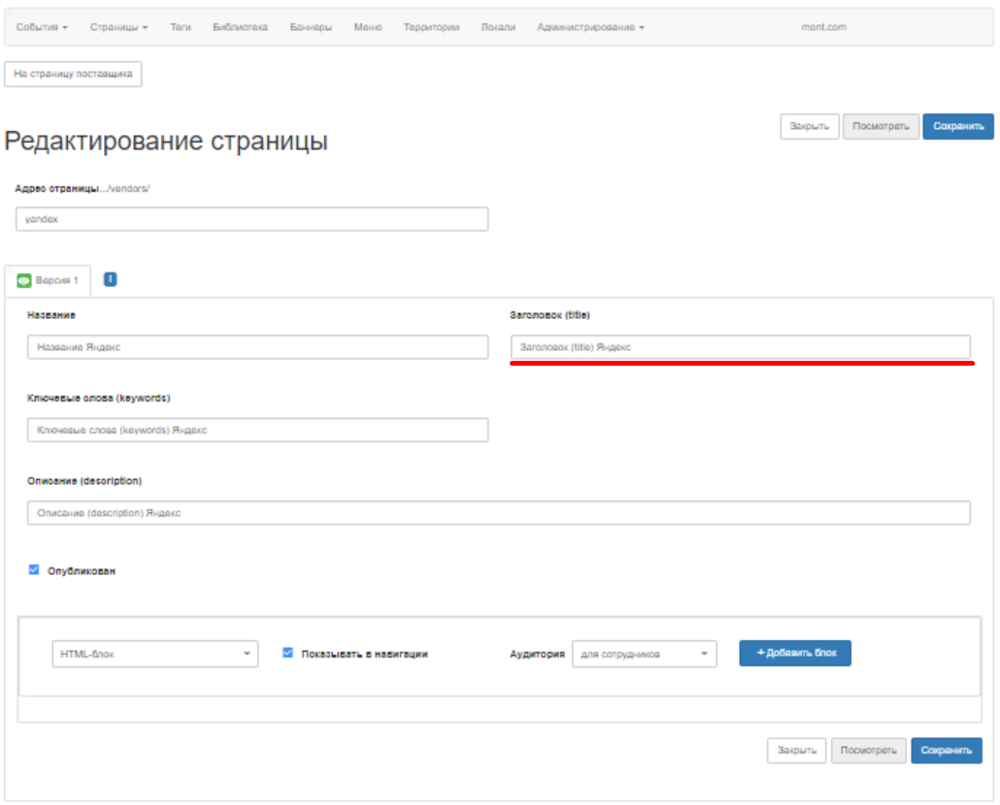 События Страницы Теги Библиотека Баннеры Меню Территории Локали Администрирование mont.com
На страницу поставщика
Закрыть Посмотреть Сохранить
Редактирование страницы
Адрес страницы.../vendors/
yandex
Версия 1 1
Название Заголовок (title)
Название Яндекс Заголовок (title) Яндекс
Ключевые слова (keywords)
Ключевые слова (keywords) Яндекс
Описание (description)
Описание (description) Яндекс
Опубликован
HTML-блок Показывать в навигации Аудитория для сотрудников +Добавить блок
Закрыть Посмотреть Сохранить